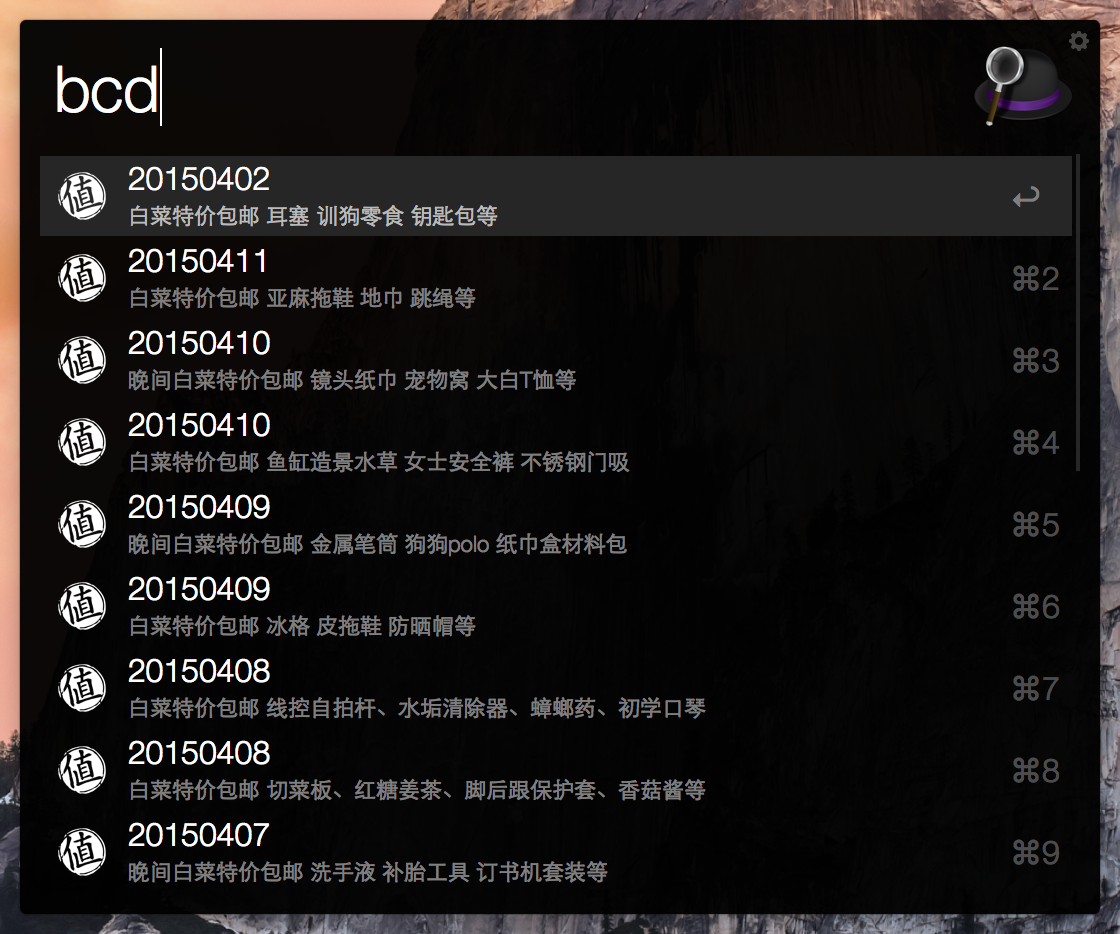 bcd
值
20150402
白菜特价包邮 耳塞 训狗零食 钥匙包等
值
20150411
白菜特价包邮 亚麻拖鞋 地巾 跳绳等
⌘2
值
20150410
晚间白菜特价包邮 镜头纸巾 宠物窝 大白T恤等
⌘3
值
20150410
白菜特价包邮 鱼缸造景水草 女士安全裤 不锈钢门吸
⌘4
值
20150409
晚间白菜特价包邮 金属笔筒 狗狗polo 纸巾盒材料包
⌘5
值
20150409
白菜特价包邮 冰格 皮拖鞋 防晒帽等
⌘6
值
20150408
白菜特价包邮 线控自拍杆、水垢清除器、蟑螂药、初学口琴
⌘7
值
20150408
白菜特价包邮 切菜板、红糖姜茶、脚后跟保护套、香菇酱等
⌘8
值
20150407
晚间白菜特价包邮 洗手液 补胎工具 订书机套装等
⌘9